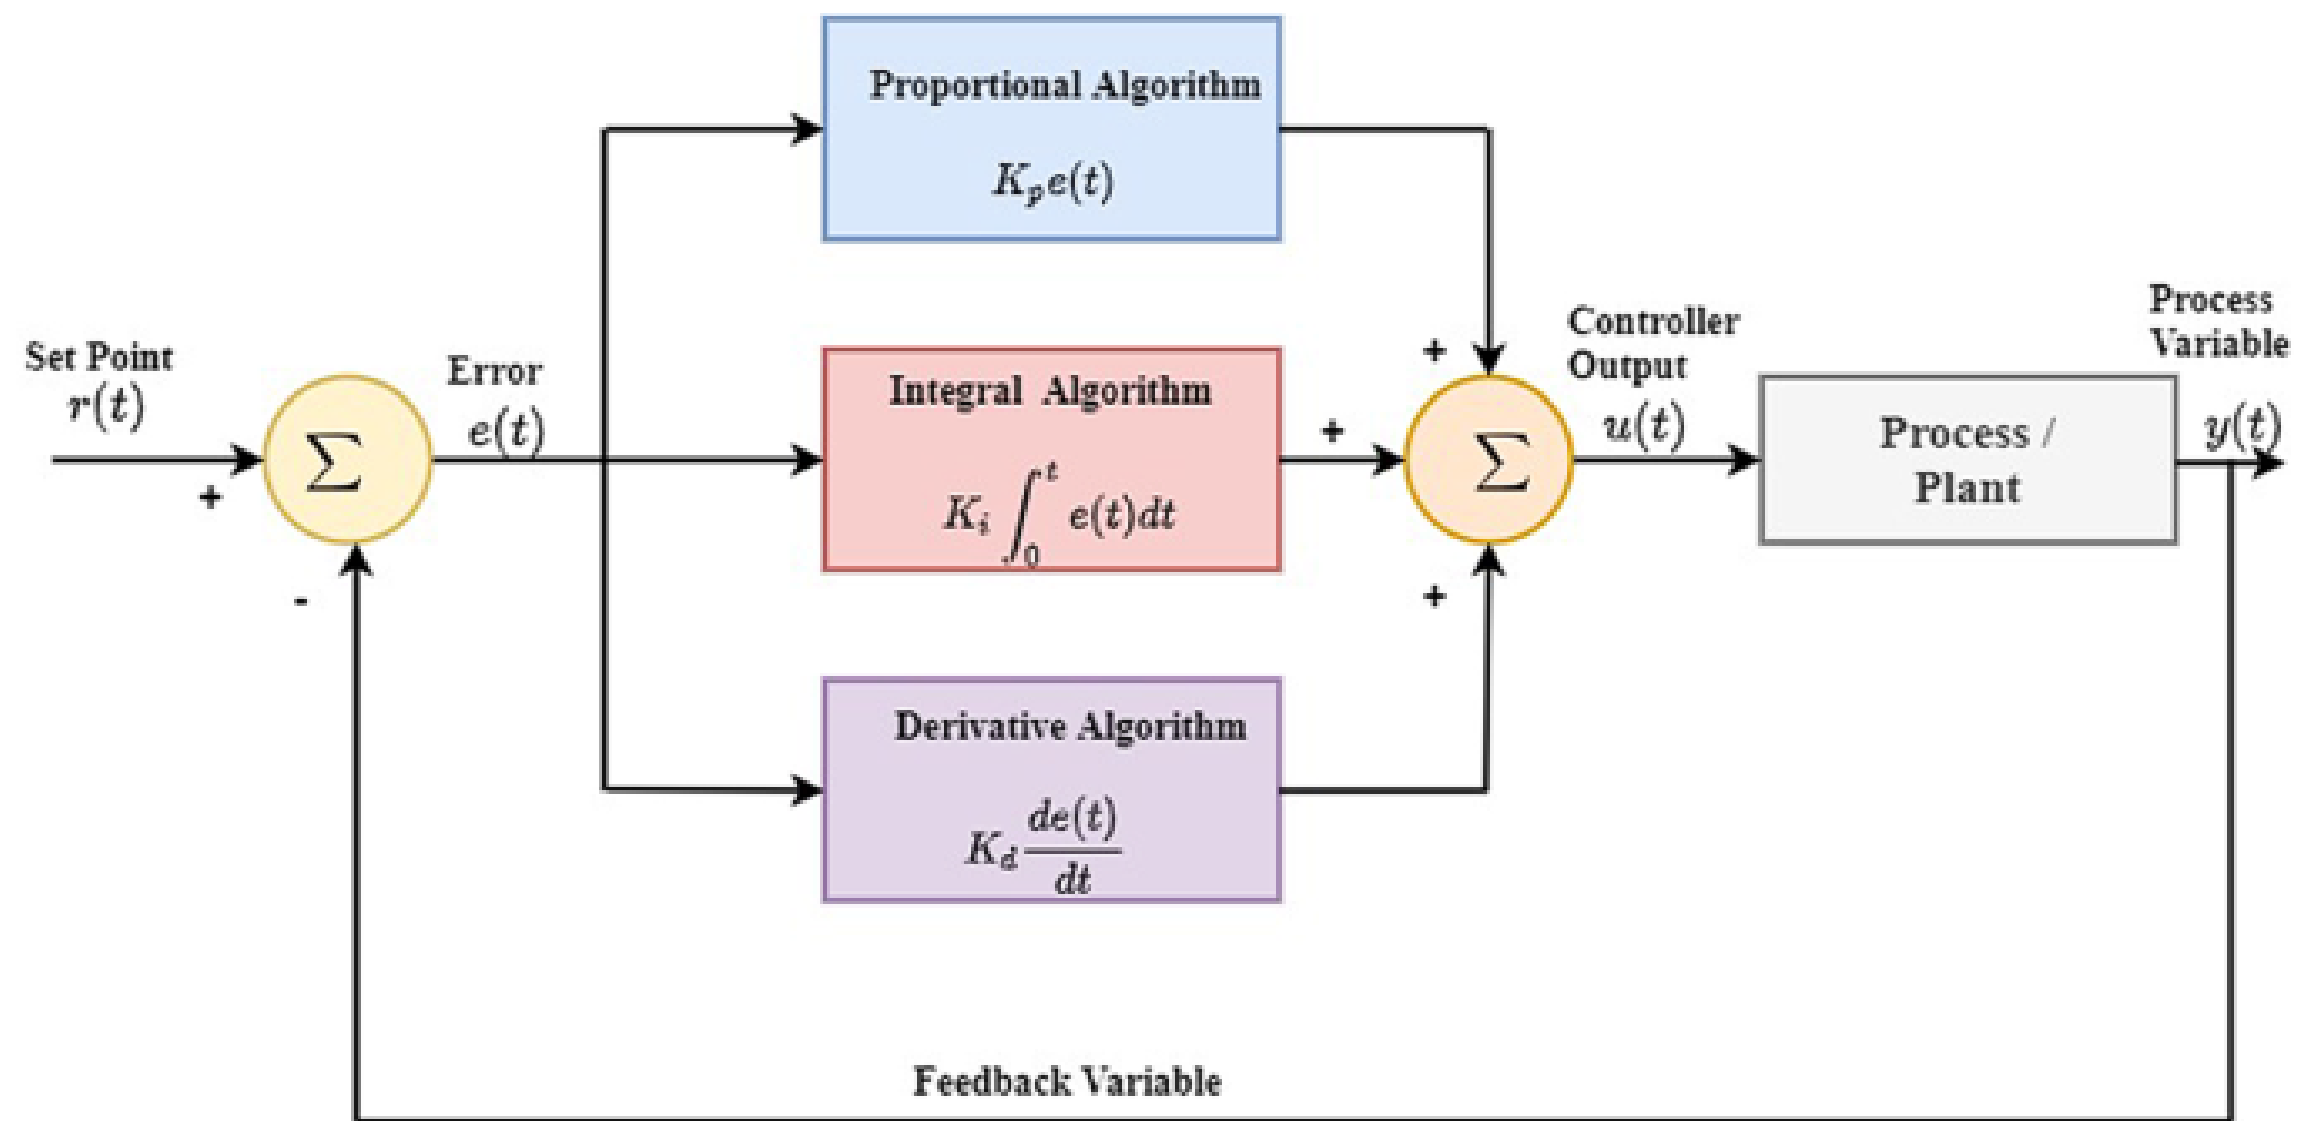 Proportional Algorithm
K_p e(t)
Set Point
r(t)
+
-
Σ
Error
e(t)
Integral Algorithm
K_i ∫_0^t e(t)dt
Derivative Algorithm
K_d de(t)/dt
+
+
+
Σ
Controller
Output
u(t)
Process /
Plant
Process
Variable
y(t)
Feedback Variable